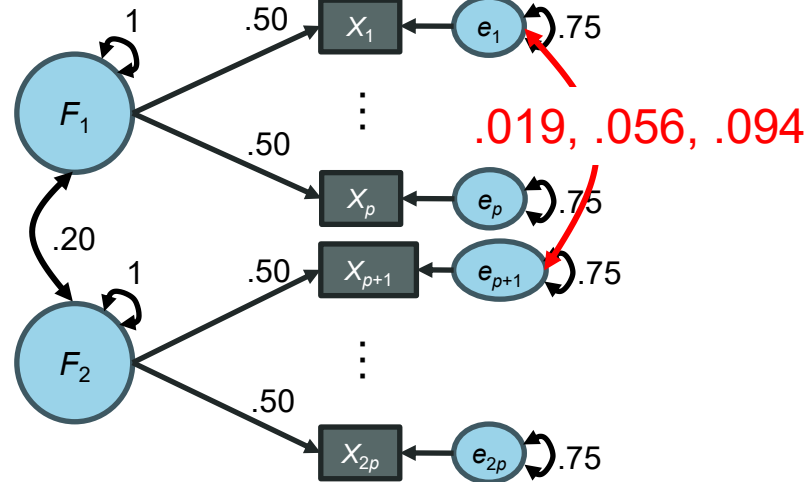 1
.50
X1
e1
.75
F1
⋮
.019, .056, .094
.50
Xp
ep
.75
.20
1
.50
Xp+1
ep+1
.75
F2
⋮
.50
X2p
e2p
.75